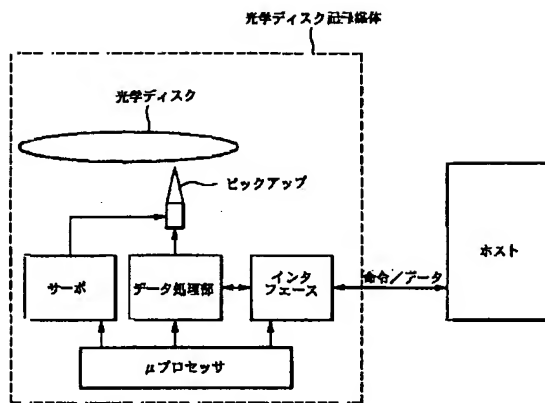 光学ディスク記録媒体
光学ディスク
ピックアップ
サーボ
データ処理部
インタ
フェース
命令／データ
ホスト
μプロセッサ